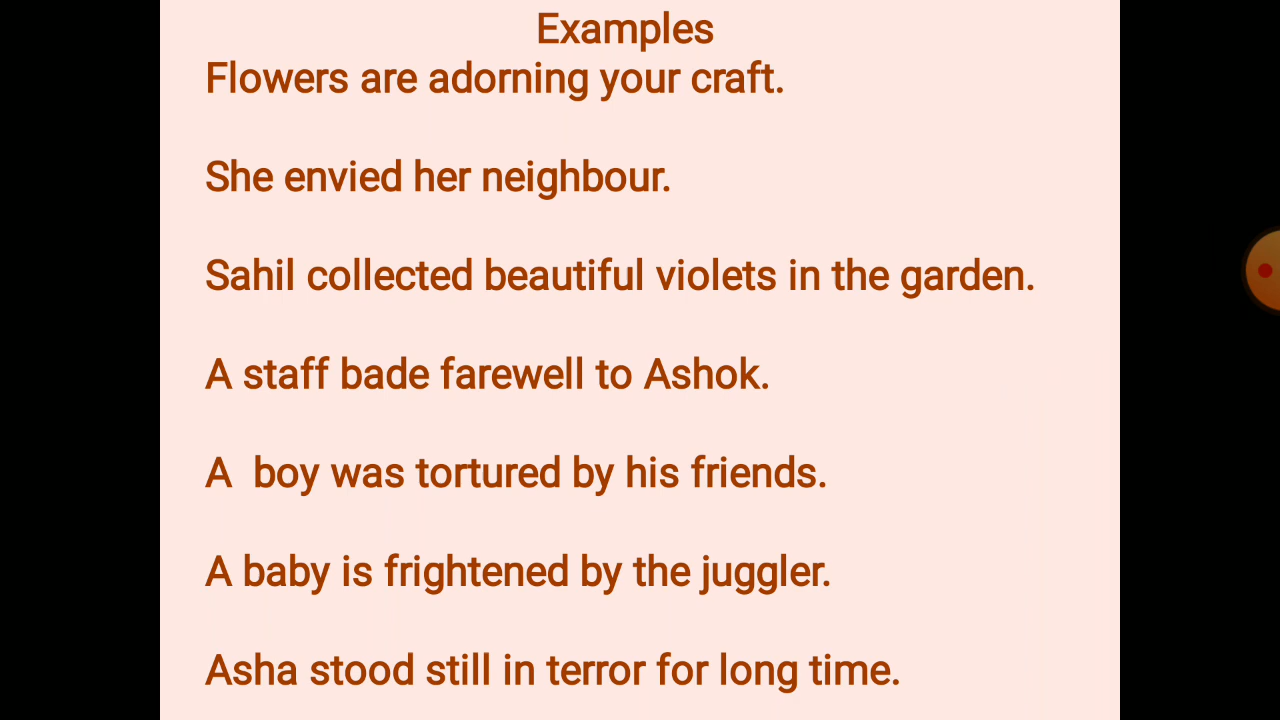 Examples
Flowers are adorning your craft.
She envied her neighbour.
Sahil collected beautiful violets in the garden.
A staff bade farewell to Ashok.
A  boy was tortured by his friends.
A baby is frightened by the juggler.
Asha stood still in terror for long time.